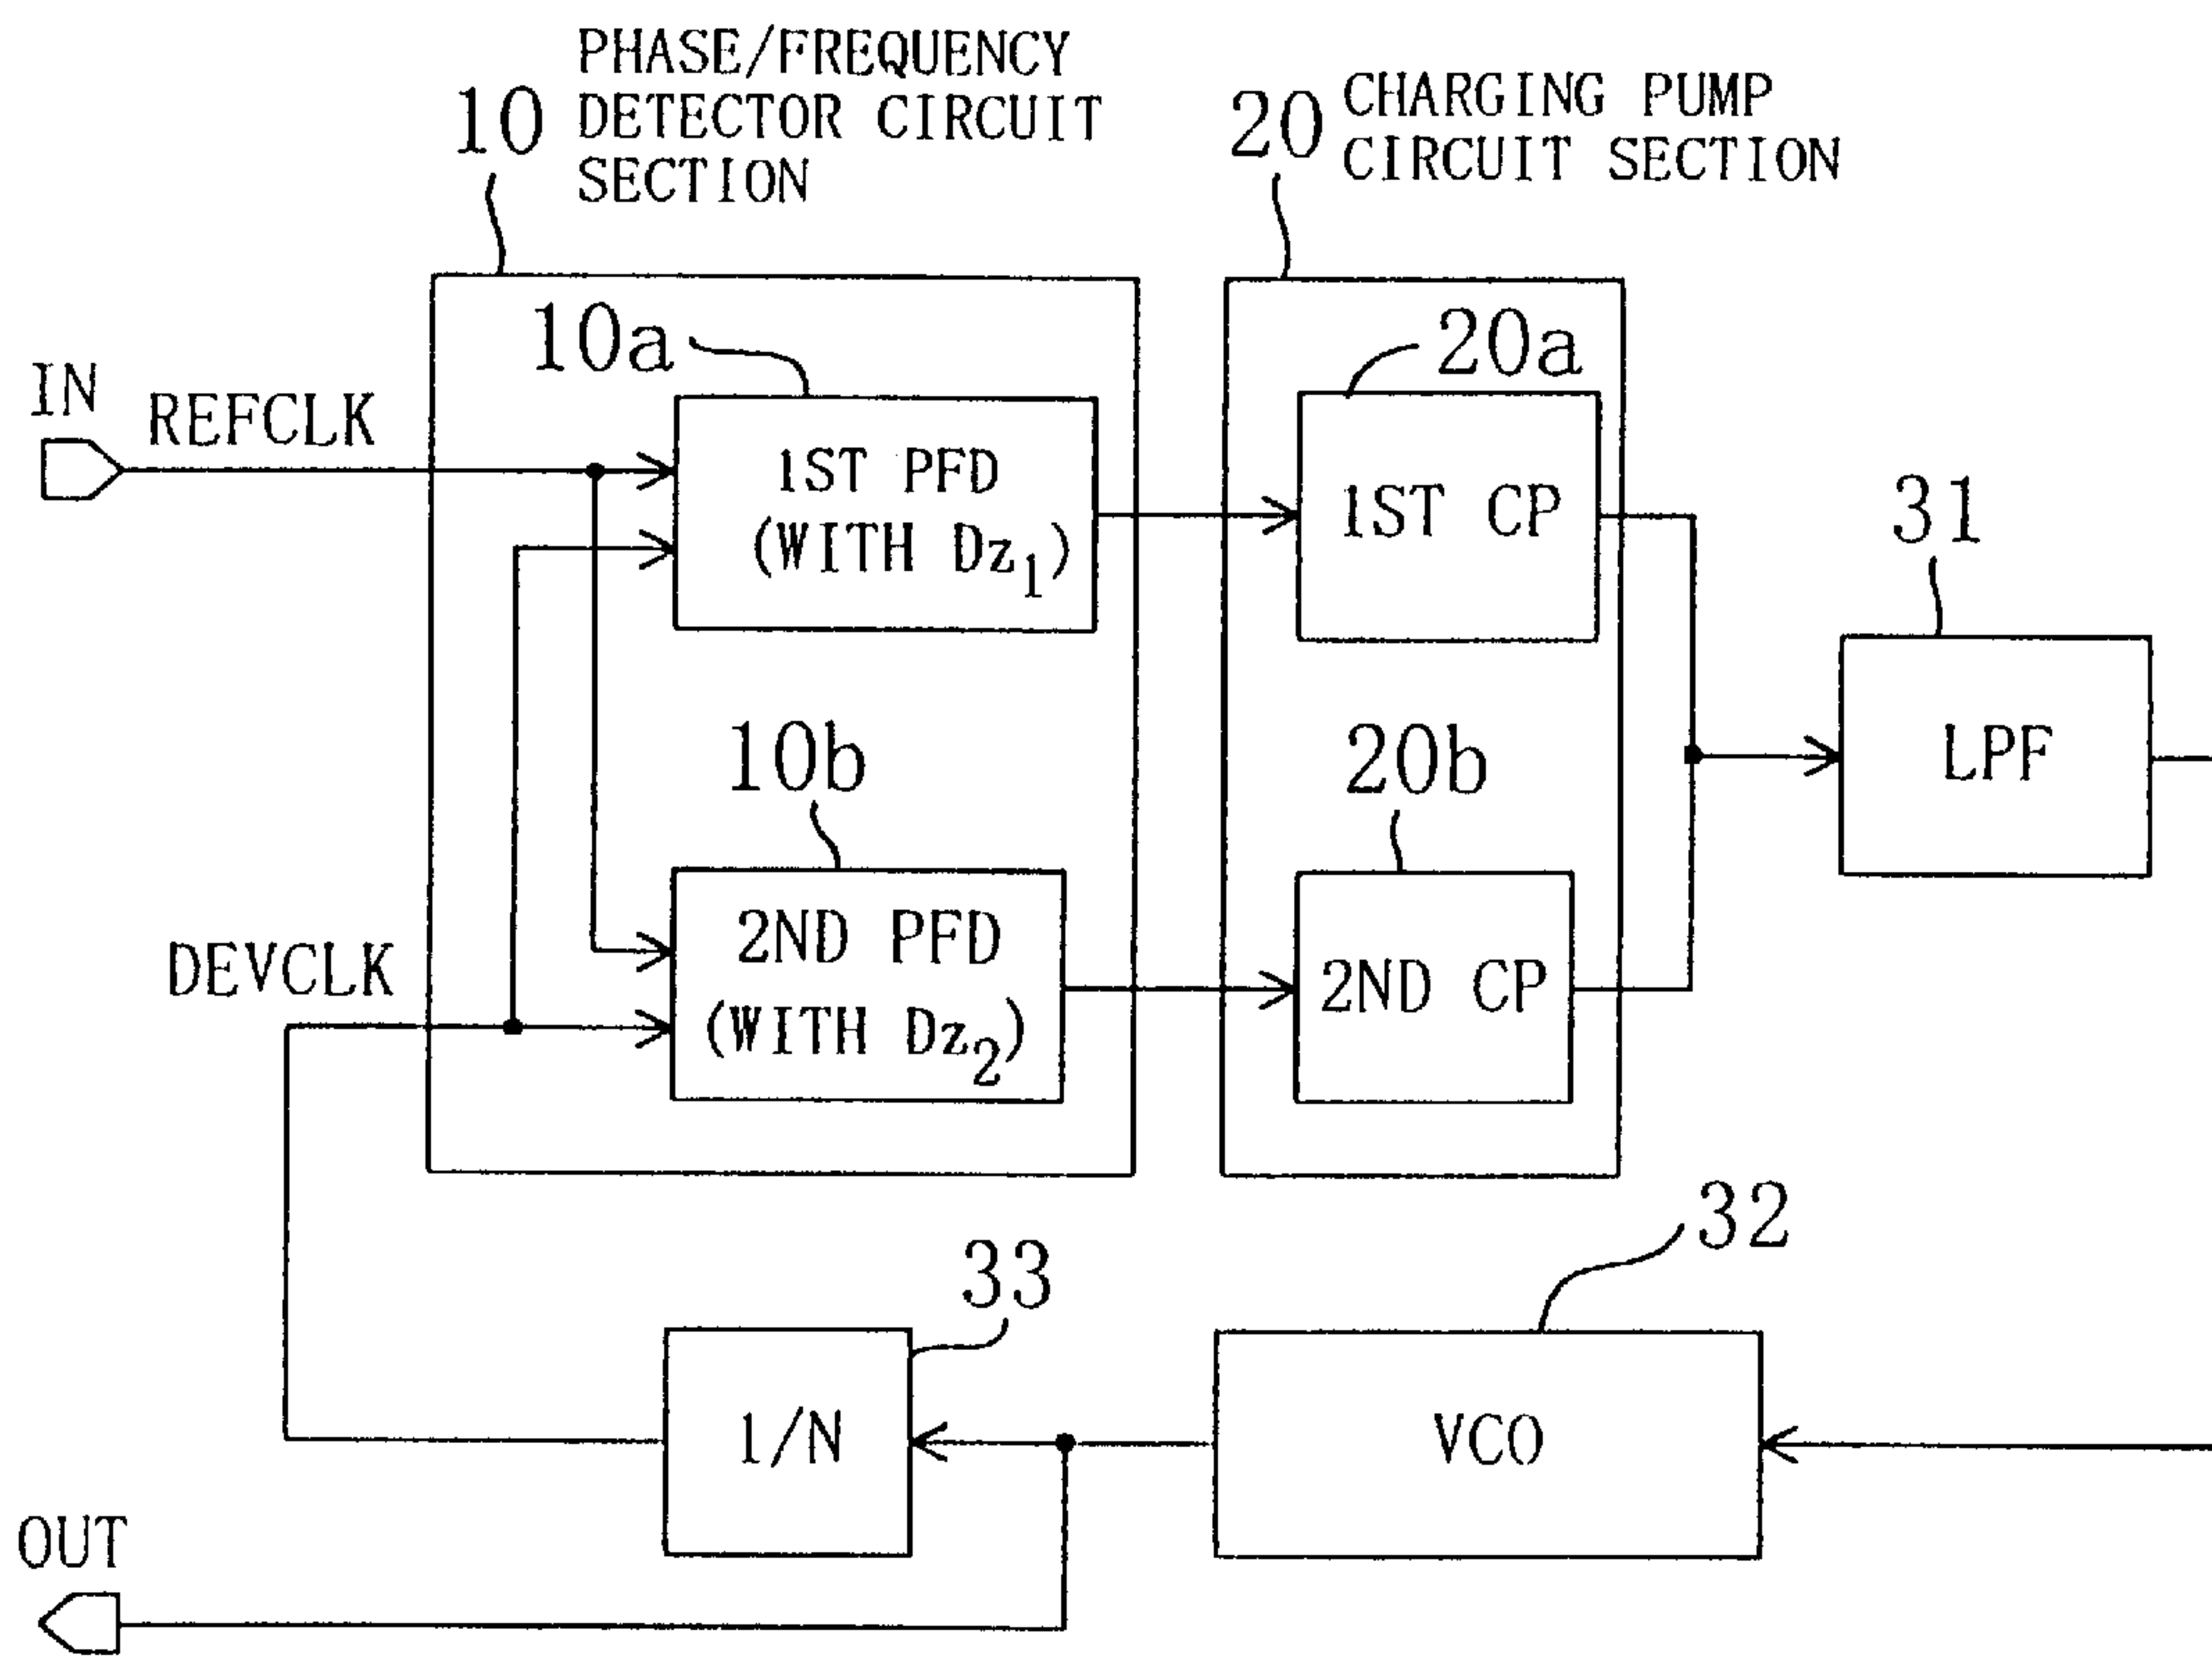 10
PHASE/FREQUENCY
DETECTOR CIRCUIT
SECTION
20
CHARGING PUMP
CIRCUIT SECTION
10a
20a
IN
REFCLK
1ST PFD
(WITH Dz1)
1ST CP
31
LPF
10b
20b
DEVCLK
2ND PFD
(WITH Dz2)
2ND CP
33
32
1/N
VCO
OUT